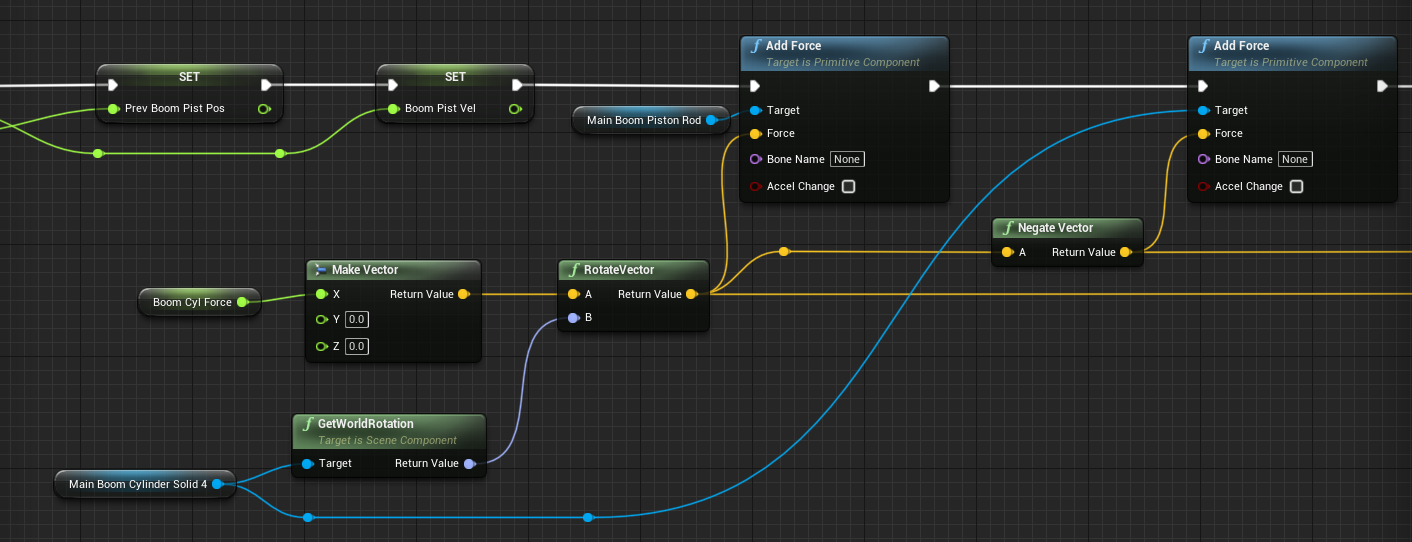 SET
Prev Boom Pist Pos
SET
Boom Pist Vel
Main Boom Piston Rod
f Add Force
Target is Primitive Component
Target
Force
Bone Name None
Accel Change
f Add Force
Target is Primitive Component
Target
Force
Bone Name None
Accel Change
f Negate Vector
A Return Value
Boom Cyl Force
Make Vector
X Return Value
Y 0.0
Z 0.0
f RotateVector
A Return Value
B
f GetWorldRotation
Target is Scene Component
Target Return Value
Main Boom Cylinder Solid 4